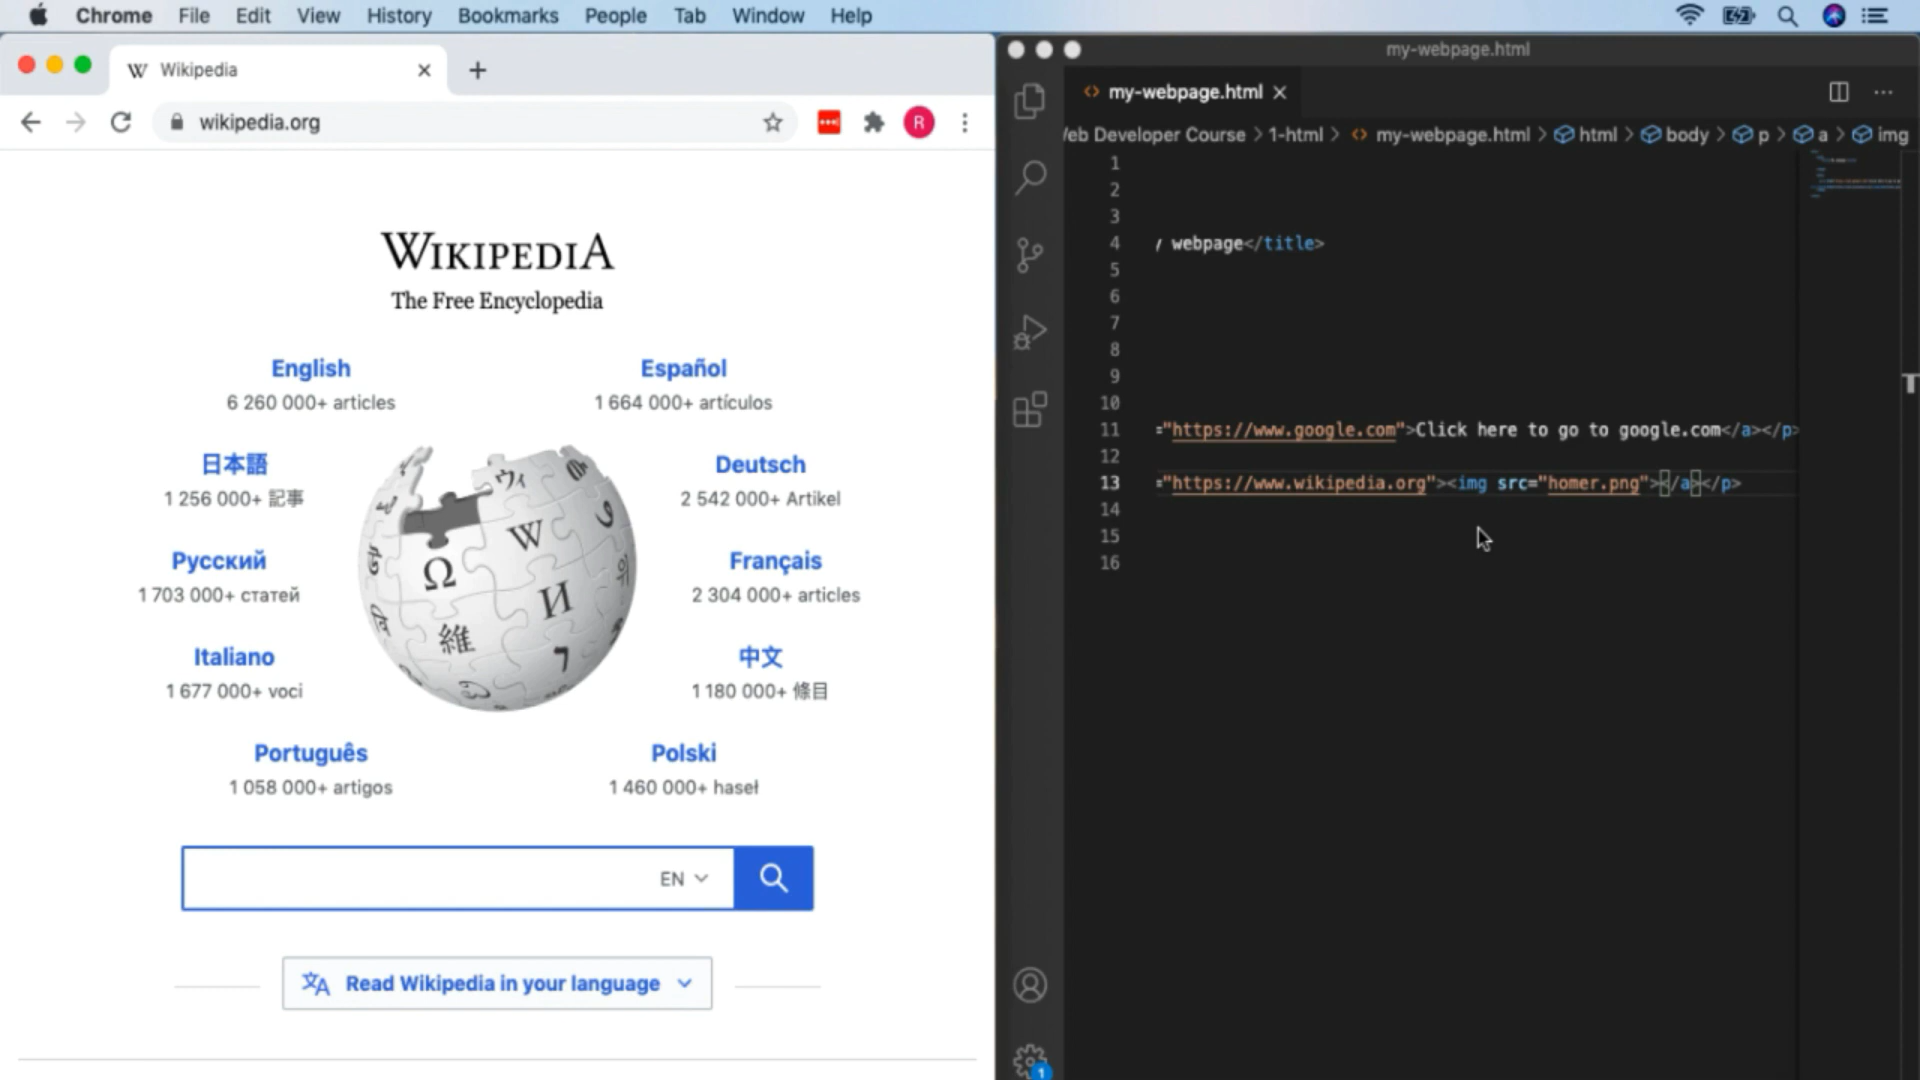 Chrome File Edit View History Bookmarks People Tab Window Help
W Wikipedia
wikipedia.org
R
WIKIPEDIA
The Free Encyclopedia
English
6 260 000+ articles
Español
1 664 000+ artículos
日本語
1 256 000+ 記事
Deutsch
2 542 000+ Artikel
Русский
1 703 000+ статей
Français
2 304 000+ articles
Italiano
1 677 000+ voci
中文
1 180 000+ 條目
Português
1 058 000+ artigos
Polski
1 460 000+ haseł
Ω W И 維
EN
Read Wikipedia in your language
my-webpage.html
my-webpage.html
Developer Course > 1-html > my-webpage.html > html > body > p > a > img
1
2
3
4 y webpage</title>
5
6
7
8
9
10
11 ="https://www.google.com">Click here to go to google.com</a></p>
12
13 ="https://www.wikipedia.org"><img src="homer.png"></a></p>
14
15
16
1